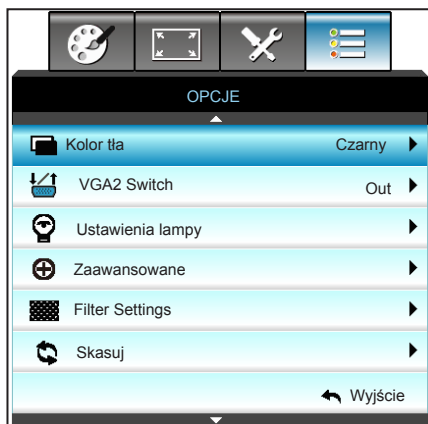 OPCJE
Kolor tła Czarny
VGA2 Switch Out
Ustawienia lampy
Zaawansowane
Filter Settings
Skasuj
Wyjście